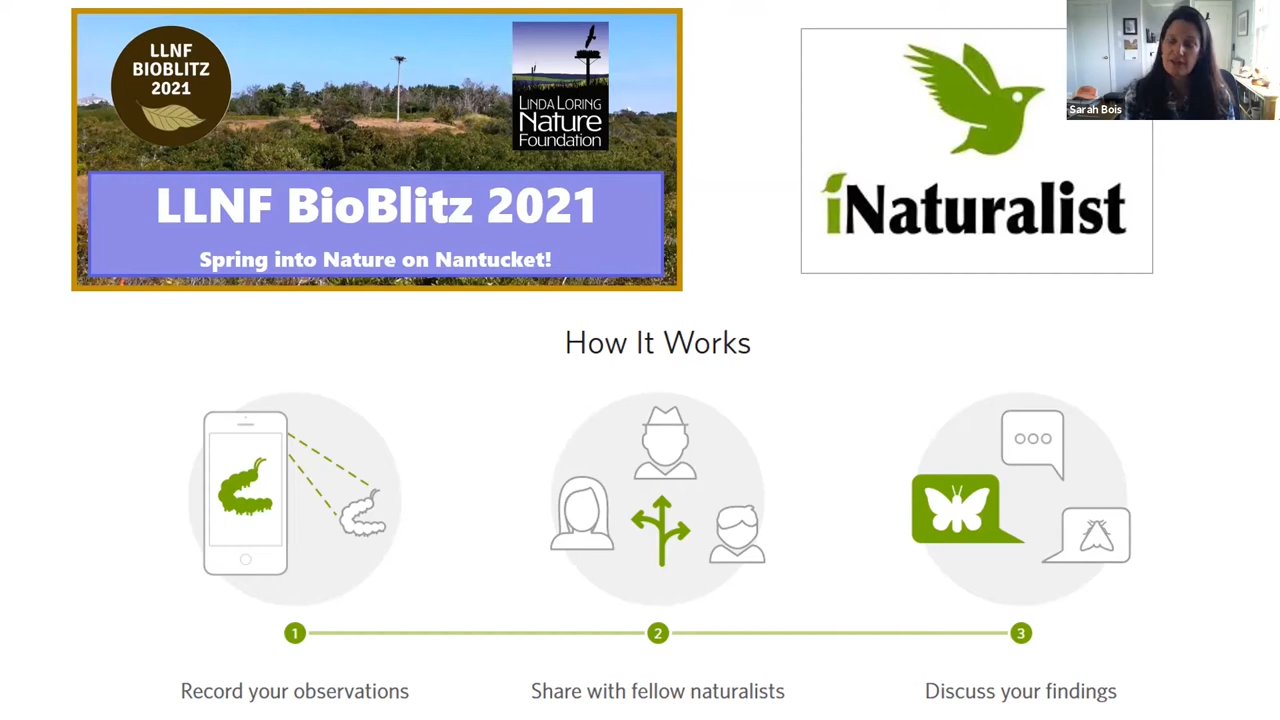 LLNF
BIOBLITZ
2021
LINDA LORING
Nature
Foundation
LLNF BioBlitz 2021
Spring into Nature on Nantucket!
iNaturalist
Sarah Bois
How It Works
1
2
3
Record your observations
Share with fellow naturalists
Discuss your findings